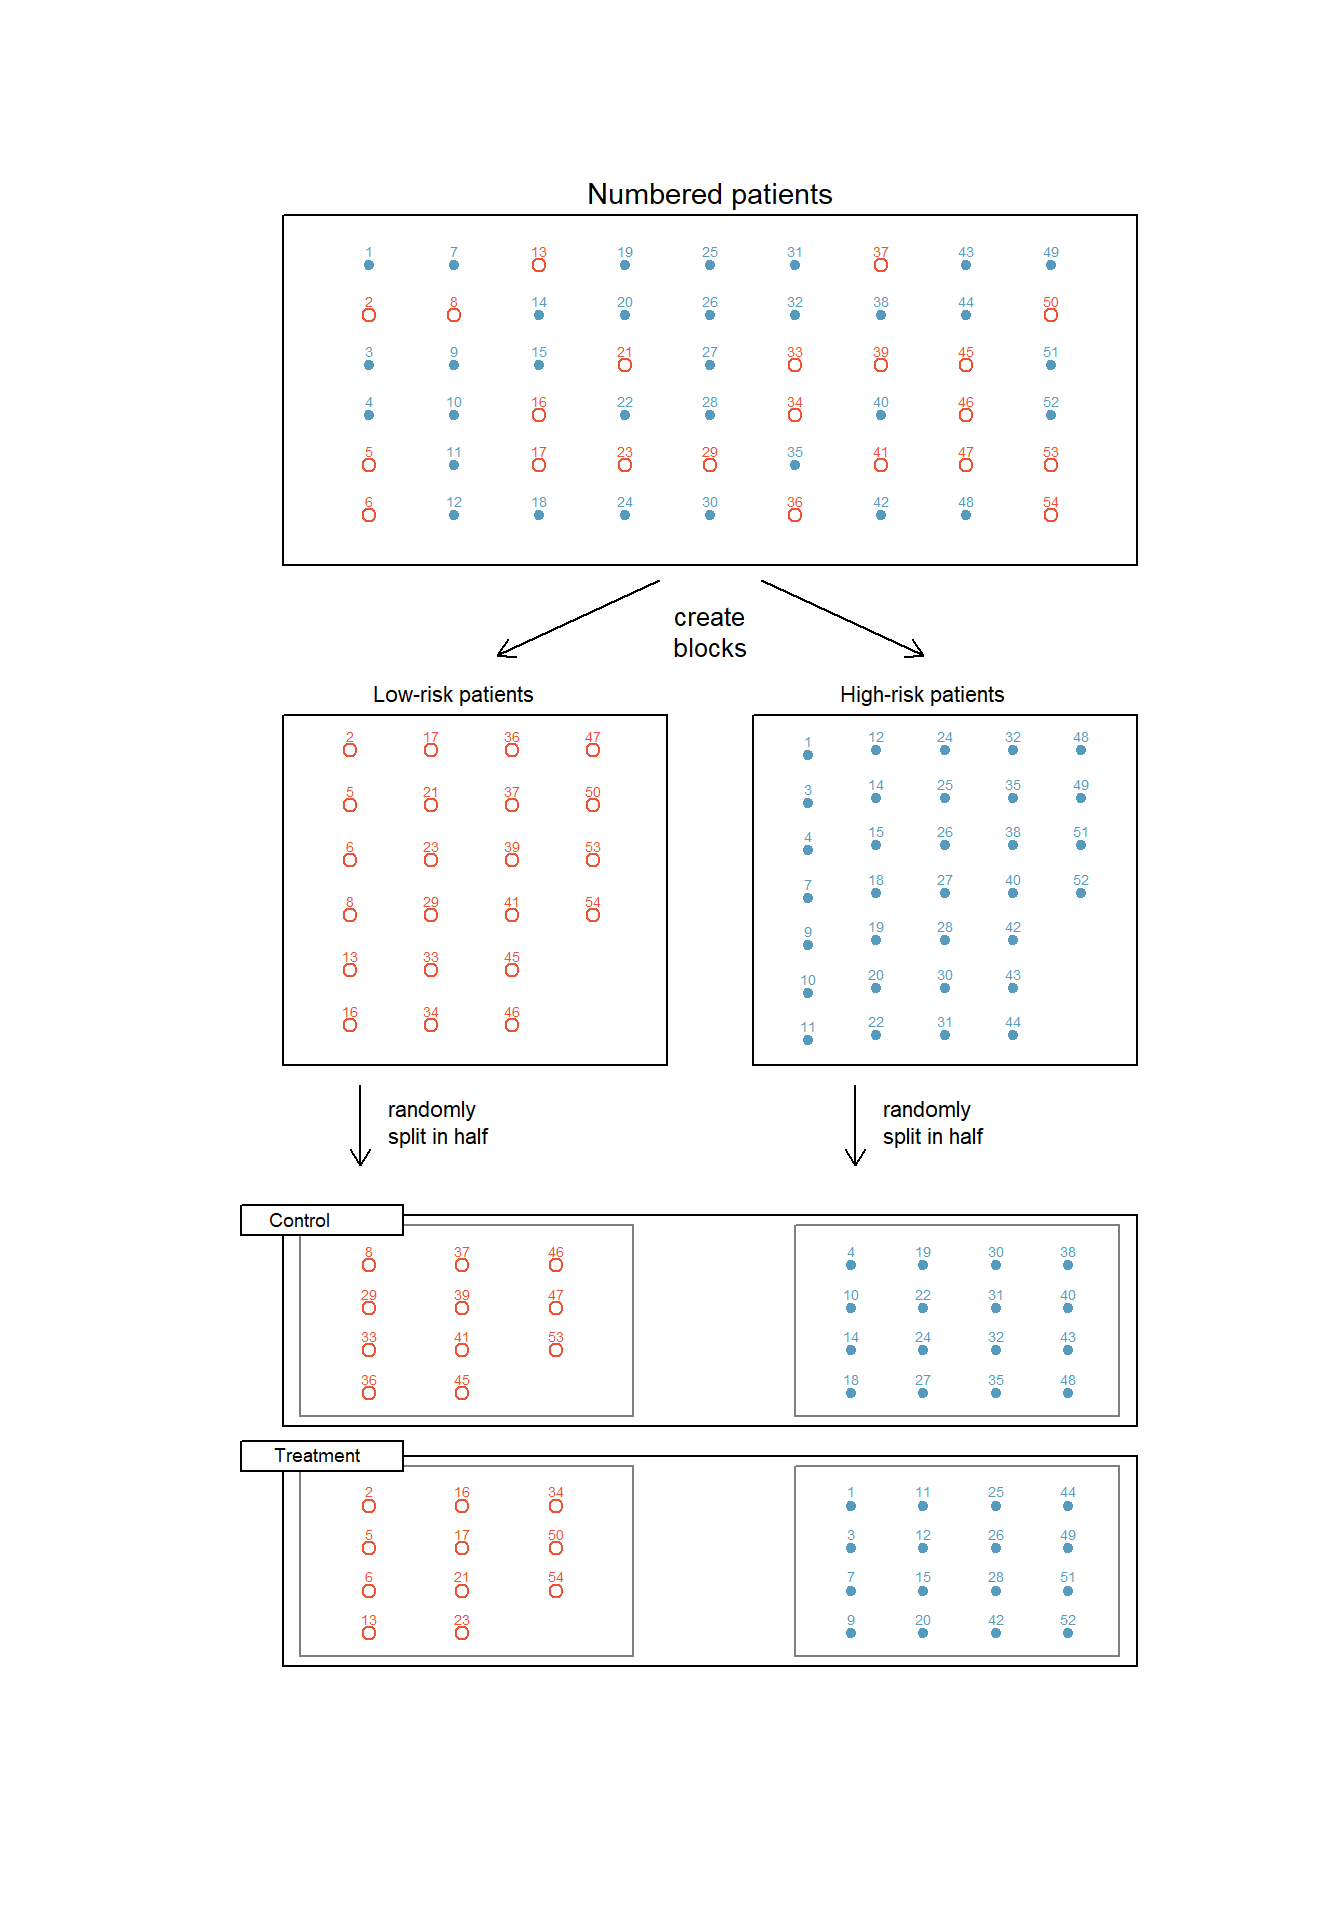 Numbered patients
1 7 13 19 25 31 37 43 49
2 8 14 20 26 32 38 44 50
3 9 15 21 27 33 39 45 51
4 10 16 22 28 34 40 46 52
5 11 17 23 29 35 41 47 53
6 12 18 24 30 36 42 48 54
create
blocks
Low-risk patients
2 17 36 47
5 21 37 50
6 23 39 53
8 29 41 54
13 33 45
16 34 46
High-risk patients
1 12 24 32 48
3 14 25 35 49
4 15 26 38 51
7 18 27 40 52
9 19 28 42
10 20 30 43
11 22 31 44
randomly
split in half
randomly
split in half
Control
8 37 46
29 39 47
33 41 53
36 45
4 19 30 38
10 22 31 40
14 24 32 43
18 27 35 48
Treatment
2 16 34
5 17 50
6 21 54
13 23
1 11 25 44
3 12 26 49
7 15 28 51
9 20 42 52